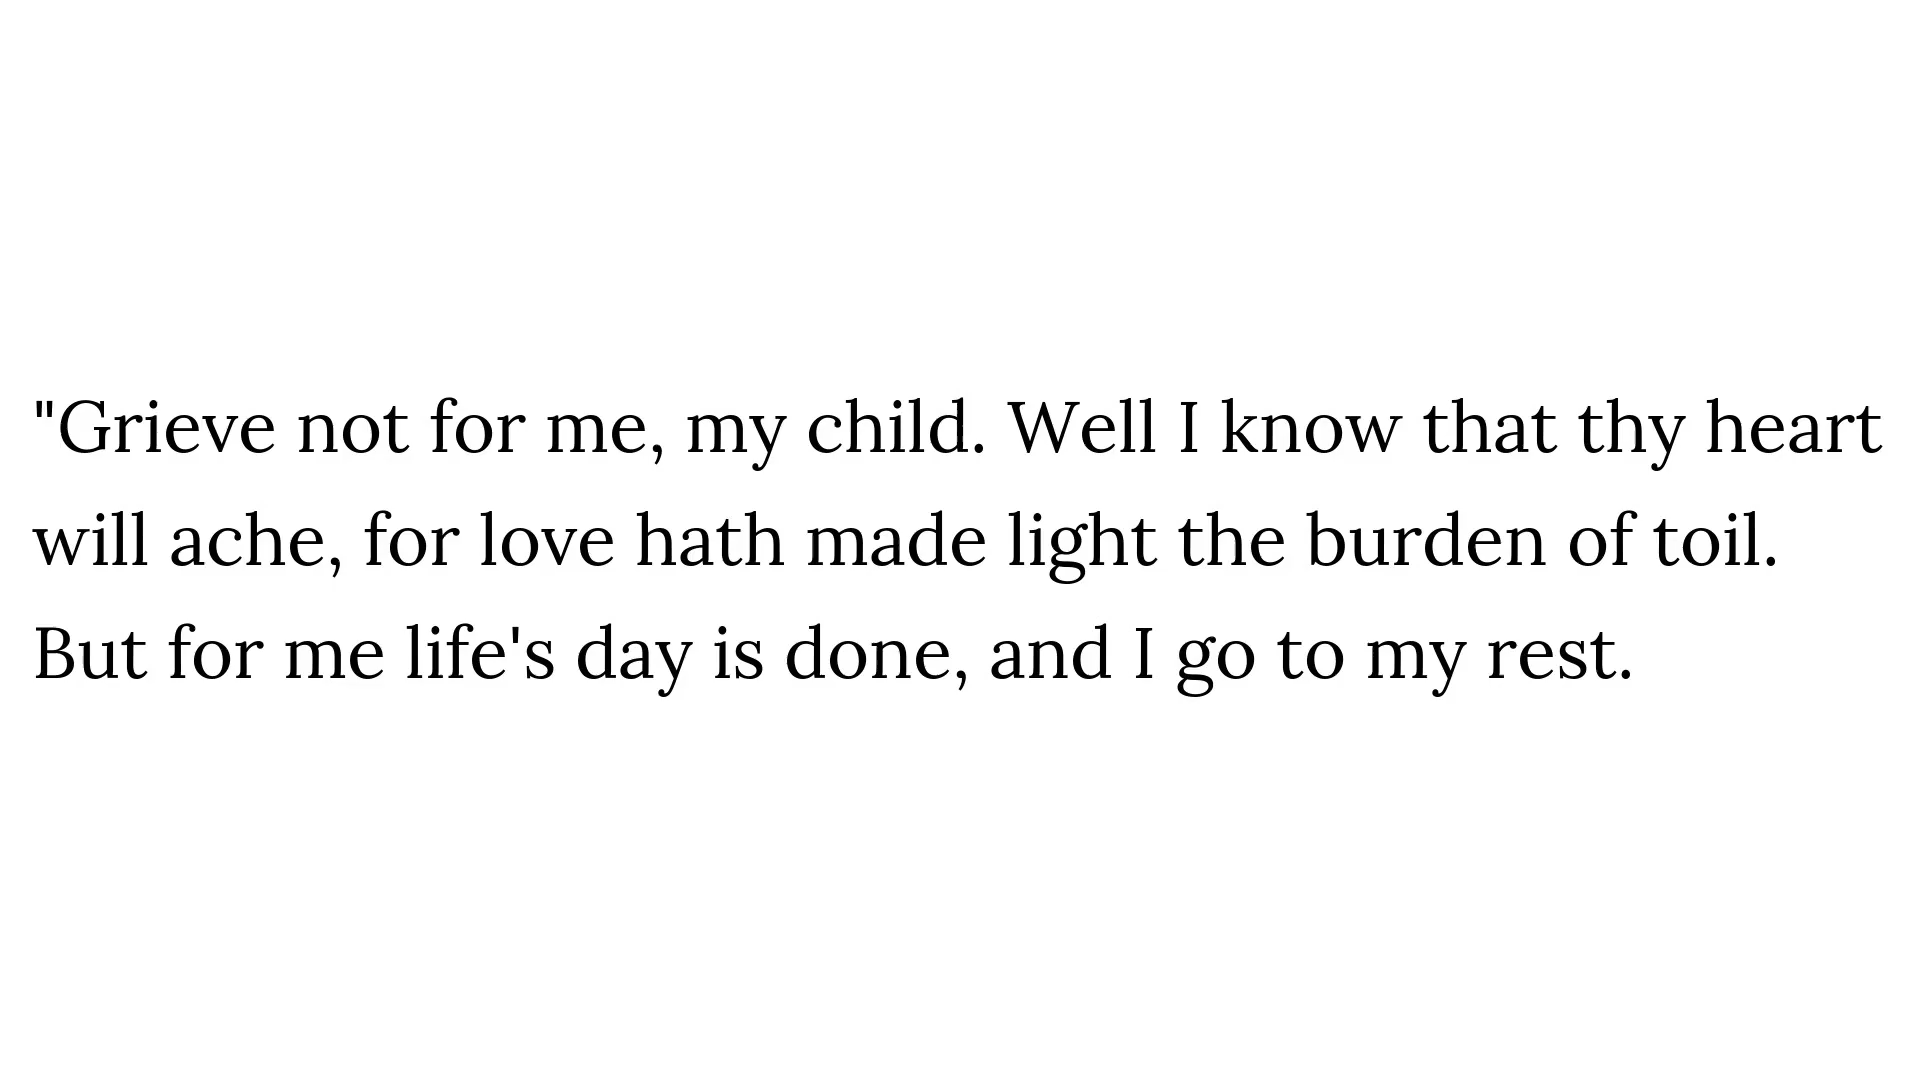 "Grieve not for me, my child. Well I know that thy heart
will ache, for love hath made light the burden of toil.
But for me life's day is done, and I go to my rest.